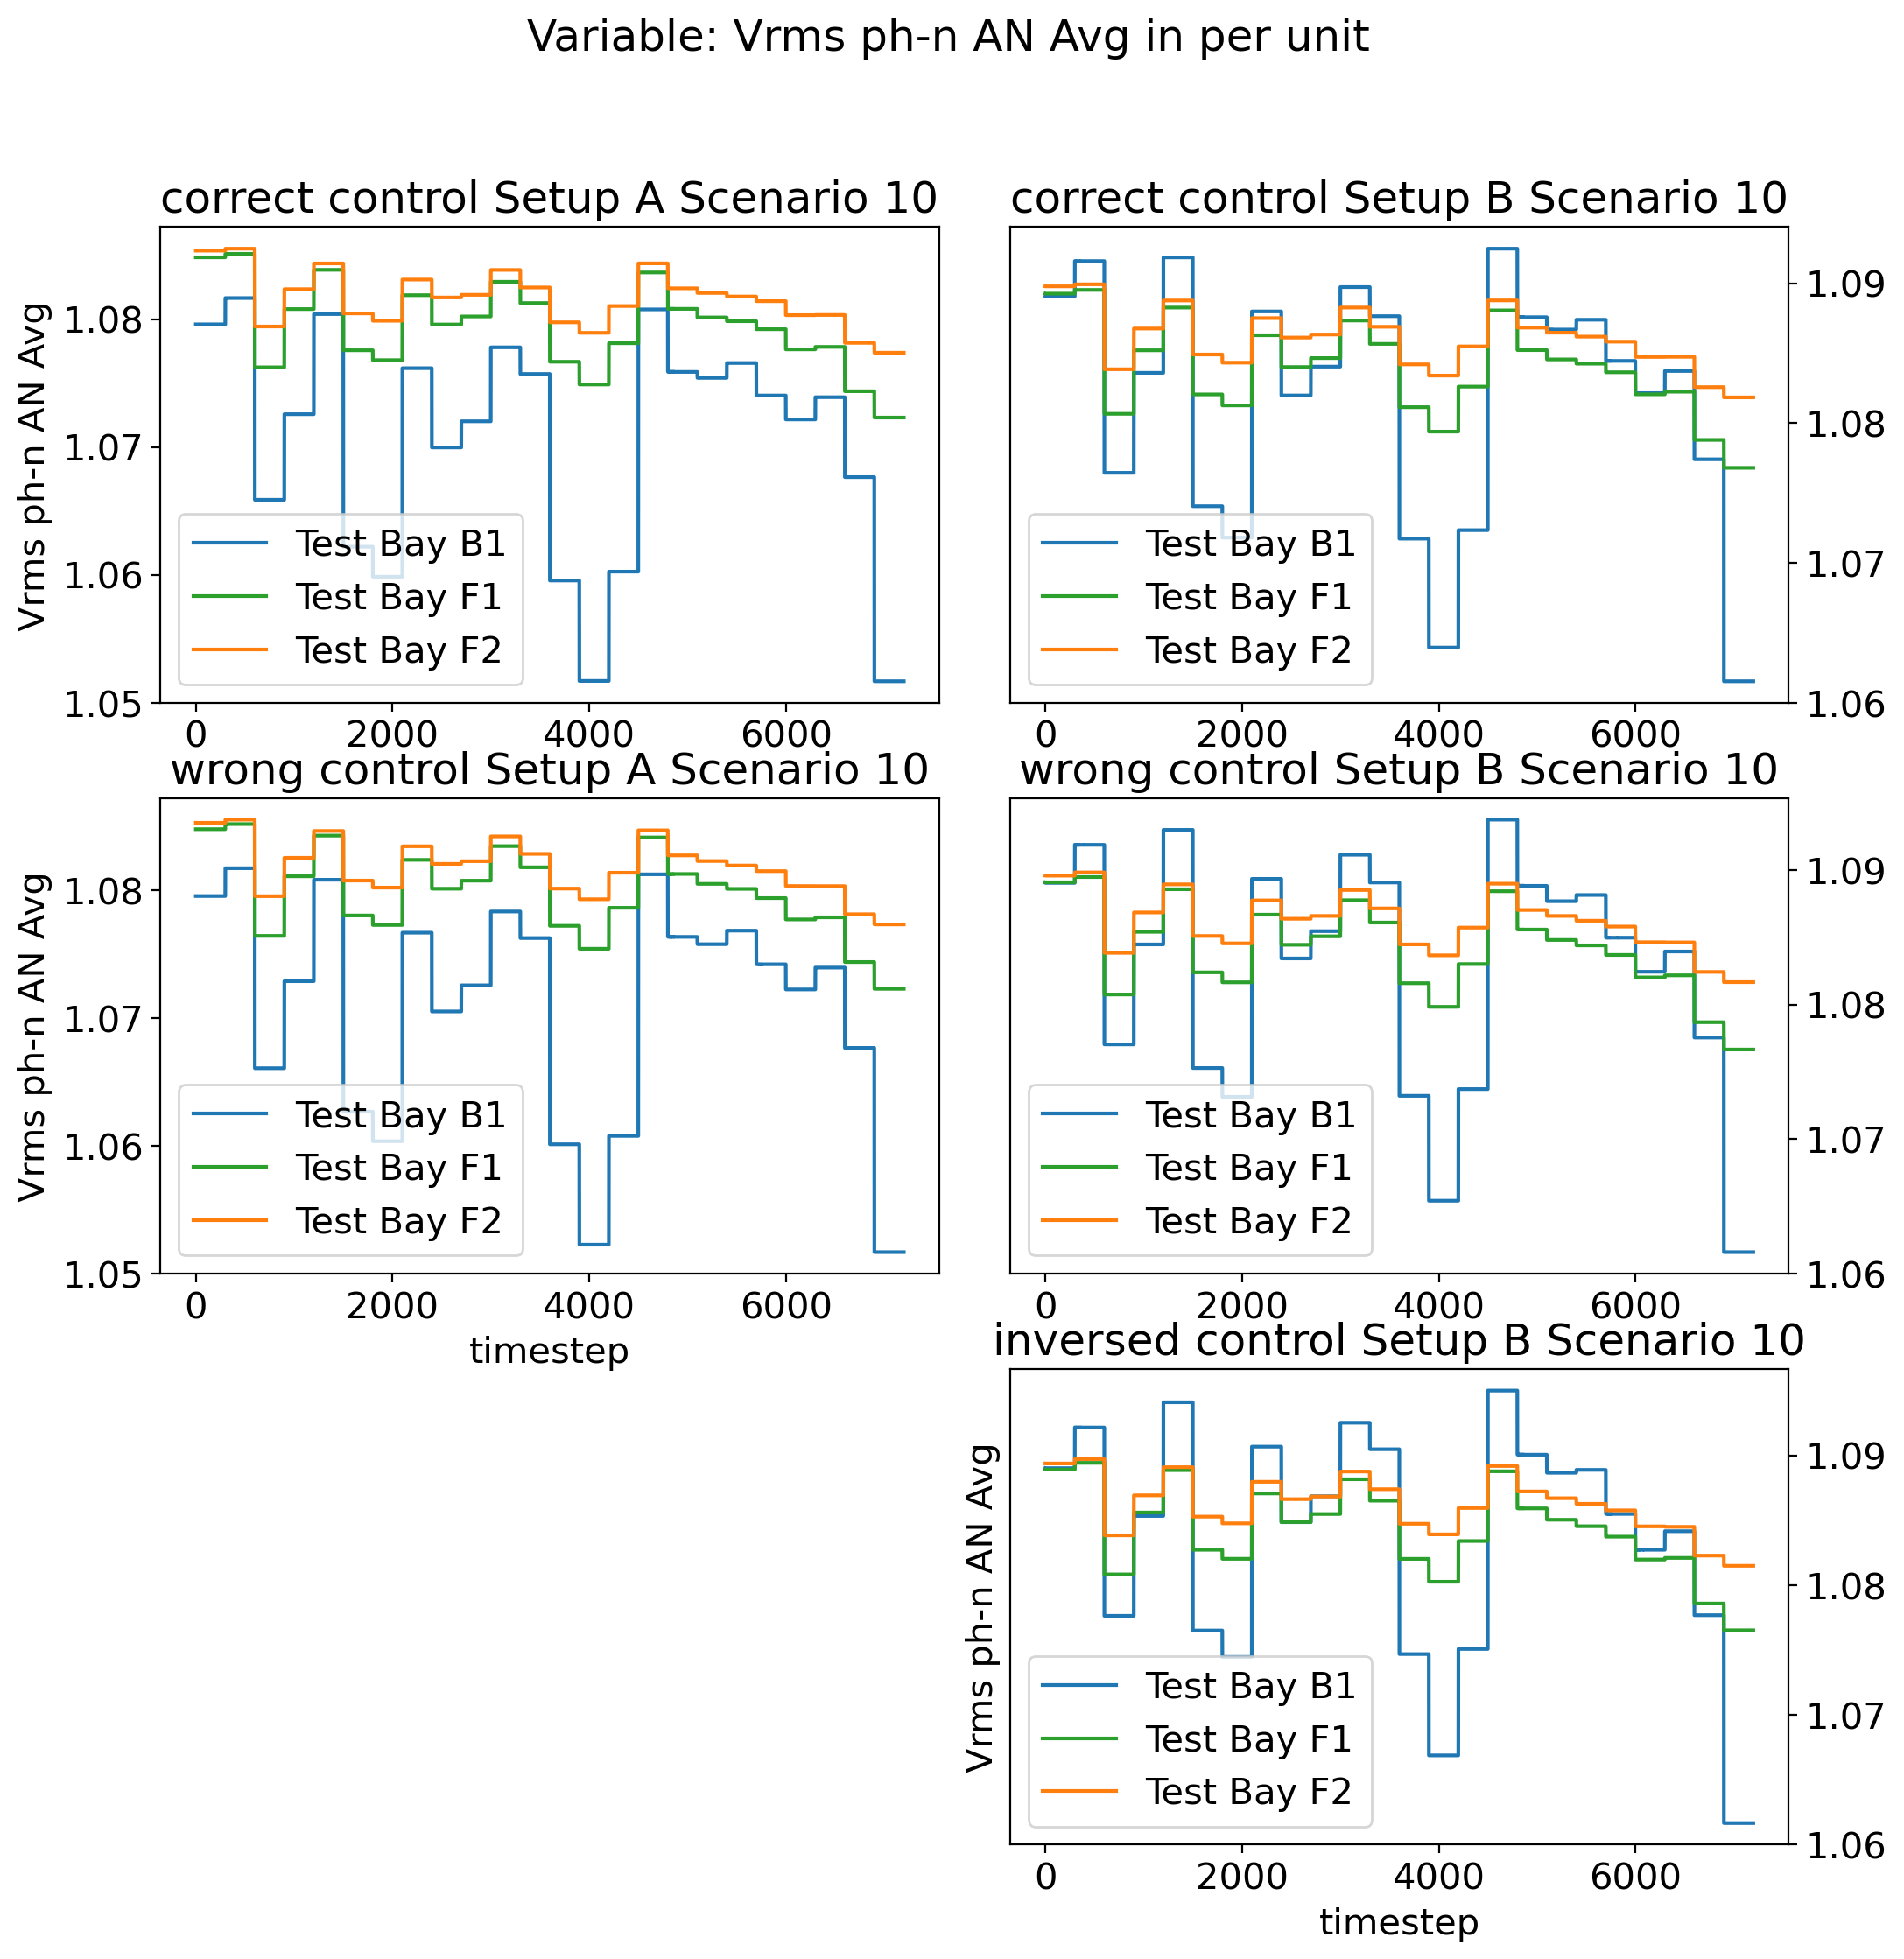 Variable: Vrms ph-n AN Avg in per unit
correct control Setup A Scenario 10
Vrms ph-n AN Avg
1.08
1.07
1.06
1.05
Test Bay B1
Test Bay F1
Test Bay F2
0 2000 4000 6000
correct control Setup B Scenario 10
1.09
1.08
1.07
1.06
Test Bay B1
Test Bay F1
Test Bay F2
0 2000 4000 6000
wrong control Setup A Scenario 10
Vrms ph-n AN Avg
1.08
1.07
1.06
1.05
Test Bay B1
Test Bay F1
Test Bay F2
0 2000 4000 6000
timestep
wrong control Setup B Scenario 10
1.09
1.08
1.07
1.06
Test Bay B1
Test Bay F1
Test Bay F2
0 2000 4000 6000
inversed control Setup B Scenario 10
Vrms ph-n AN Avg
1.09
1.08
1.07
1.06
Test Bay B1
Test Bay F1
Test Bay F2
0 2000 4000 6000
timestep